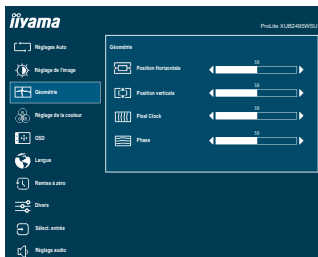 iiyama
ProLite XUB2495WSU
Réglages Auto
Réglage de l'image
Géométrie
Réglage de la couleur
OSD
Langue
Remise à zéro
Divers
Sélect. entrée
Réglage audio
Géométrie
Position Horizontale
50
Position verticale
50
Pixel Clock
50
Phase
50